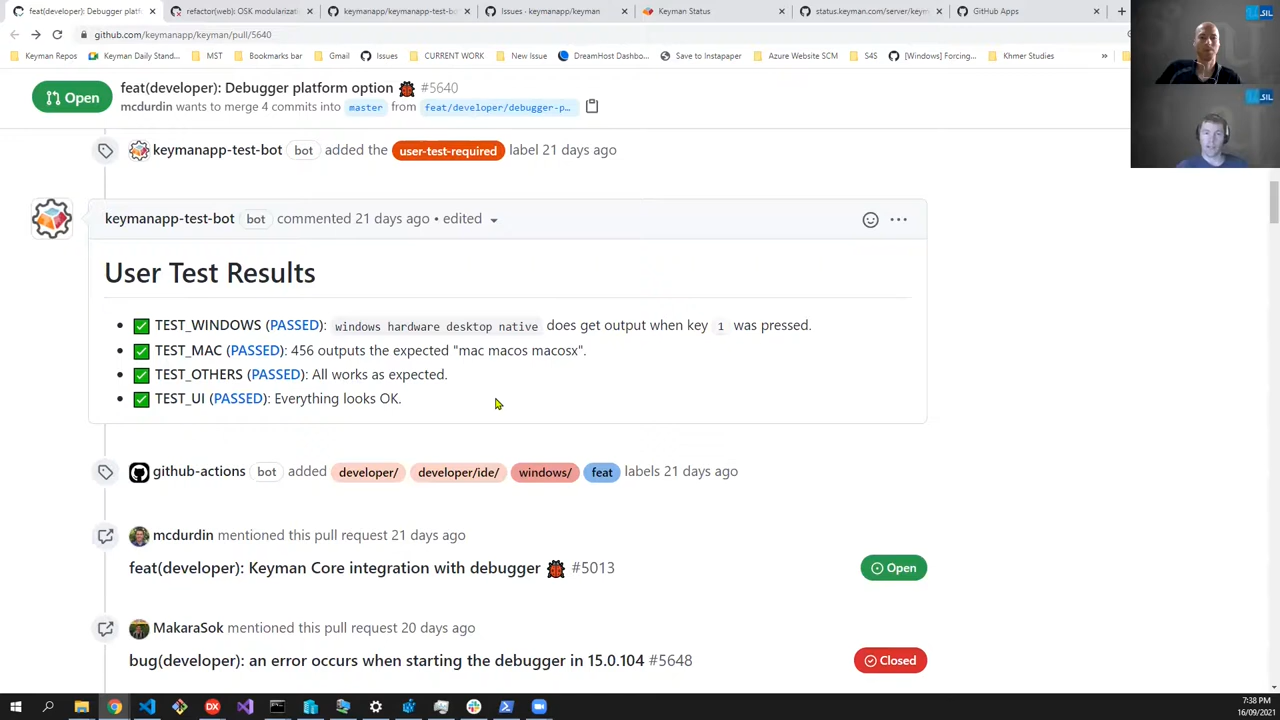 feat(developer): Debugger platf
refactor(web): OSK modularizati
keymanapp/keyman/pull
keymanapp/keymanapp-test-bo
Issues · keymanapp/keyman
Keyman Status
status.keyman.com/server/keym
GitHub Apps
github.com/keymanapp/keyman/pull/5640
Keyman Repos
Keyman Daily Stand...
MST
Bookmarks bar
Gmail
Issues
CURRENT WORK
New Issue
DreamHost Dashbo...
Save to Instapaper
Azure Website SCM
S4S
[Windows] Forcing...
Khmer Studies
»
SIL
SIL
Open
feat(developer): Debugger platform option 🐞 #5640
mcdurdin wants to merge 4 commits into master from feat/developer/debugger-p…
keymanapp-test-bot bot added the user-test-required label 21 days ago
keymanapp-test-bot bot commented 21 days ago • edited
User Test Results
• ✅ TEST_WINDOWS (PASSED): windows hardware desktop native does get output when key 1 was pressed.
• ✅ TEST_MAC (PASSED): 456 outputs the expected "mac macos macosx".
• ✅ TEST_OTHERS (PASSED): All works as expected.
• ✅ TEST_UI (PASSED): Everything looks OK.
github-actions bot added developer/ developer/ide/ windows/ feat labels 21 days ago
mcdurdin mentioned this pull request 21 days ago
feat(developer): Keyman Core integration with debugger 🐞 #5013
Open
MakaraSok mentioned this pull request 20 days ago
bug(developer): an error occurs when starting the debugger in 15.0.104 #5648
Closed
7:38 PM
16/09/2021